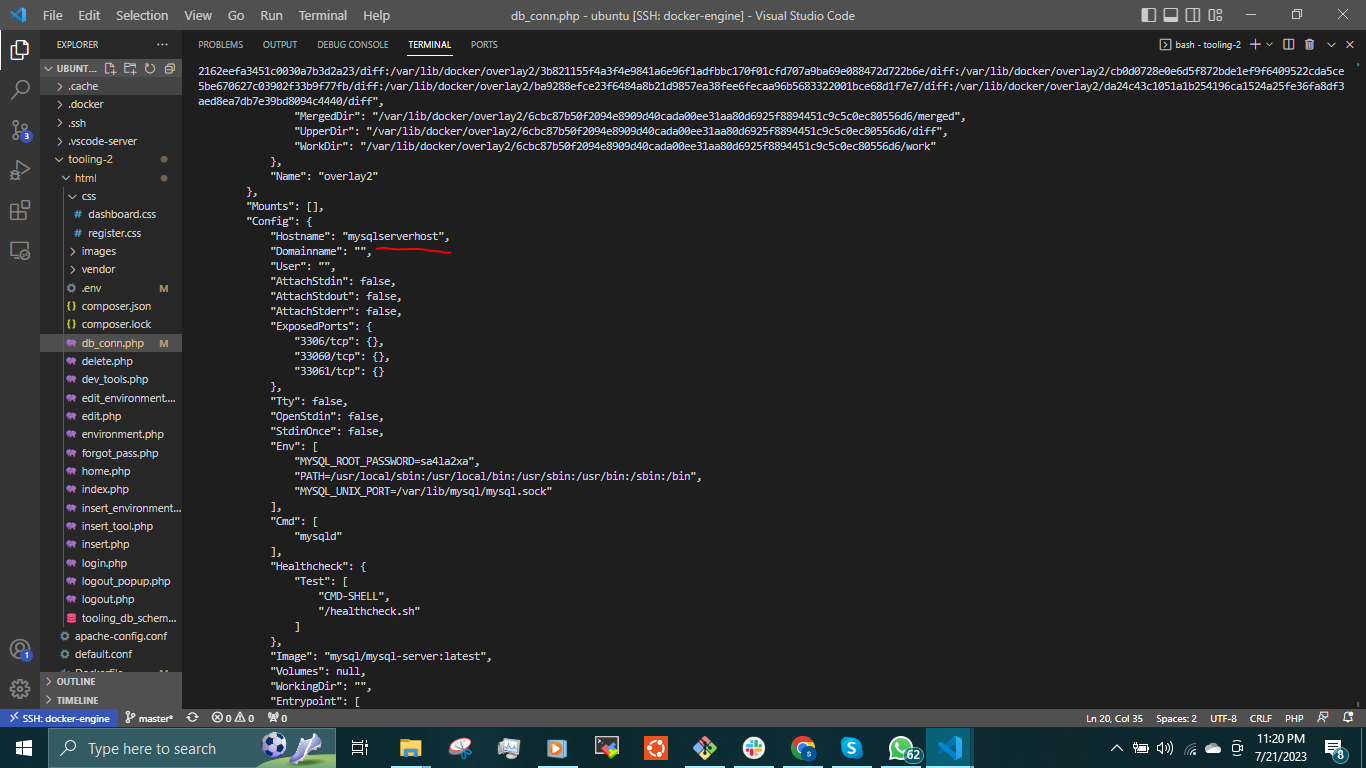 File Edit Selection View Go Run Terminal Help
db_conn.php - ubuntu [SSH: docker-engine] - Visual Studio Code
EXPLORER
UBUNT...
.cache
.docker
.ssh
.vscode-server
tooling-2
html
css
dashboard.css
register.css
images
vendor
.env M
composer.json
composer.lock
db_conn.php M
delete.php
dev_tools.php
edit_environment....
edit.php
environment.php
forgot_pass.php
home.php
index.php
insert_environment...
insert_tool.php
insert.php
login.php
logout_popup.php
logout.php
tooling_db_schem...
apache-config.conf
default.conf
OUTLINE
TIMELINE
PROBLEMS OUTPUT DEBUG CONSOLE TERMINAL PORTS
bash - tooling-2
2162eefa3451c0030a7b3d2a23/diff:/var/lib/docker/overlay2/3b821155f4a3f4e9841a6e96f1adfbbc170f01cfd707a9ba69e088472d722b6e/diff:/var/lib/docker/overlay2/cb0d0728e0e6d5f872bde1ef9f6409522cda5ce
5be670627c03902f33b9f77fb/diff:/var/lib/docker/overlay2/ba9288efce23f6484a8b21d9857ea38fee6fecaa96b5683322001bce68d1f7e7/diff:/var/lib/docker/overlay2/da24c43c1051a1b254196ca1524a25fe36fa8df3
aed8ea7db7e39bd8094c4440/diff",
"MergedDir": "/var/lib/docker/overlay2/6cbc87b50f2094e8909d40cada00ee31aa80d6925f8894451c9c5c0ec80556d6/merged",
"UpperDir": "/var/lib/docker/overlay2/6cbc87b50f2094e8909d40cada00ee31aa80d6925f8894451c9c5c0ec80556d6/diff",
"WorkDir": "/var/lib/docker/overlay2/6cbc87b50f2094e8909d40cada00ee31aa80d6925f8894451c9c5c0ec80556d6/work"
},
"Name": "overlay2"
},
"Mounts": [],
"Config": {
"Hostname": "mysqlserverhost",
"Domainname": "",
"User": "",
"AttachStdin": false,
"AttachStdout": false,
"AttachStderr": false,
"ExposedPorts": {
"3306/tcp": {},
"33060/tcp": {},
"33061/tcp": {}
},
"Tty": false,
"OpenStdin": false,
"StdinOnce": false,
"Env": [
"MYSQL_ROOT_PASSWORD=sa4la2xa",
"PATH=/usr/local/sbin:/usr/local/bin:/usr/sbin:/usr/bin:/sbin:/bin",
"MYSQL_UNIX_PORT=/var/lib/mysql/mysql.sock"
],
"Cmd": [
"mysqld"
],
"Healthcheck": {
"Test": [
"CMD-SHELL",
"/healthcheck.sh"
]
},
"Image": "mysql/mysql-server:latest",
"Volumes": null,
"WorkingDir": "",
"Entrypoint": [
3
1
SSH: docker-engine master* 0 0 0
Ln 20, Col 35 Spaces: 2 UTF-8 CRLF PHP
Type here to search
62
11:20 PM
7/21/2023
8